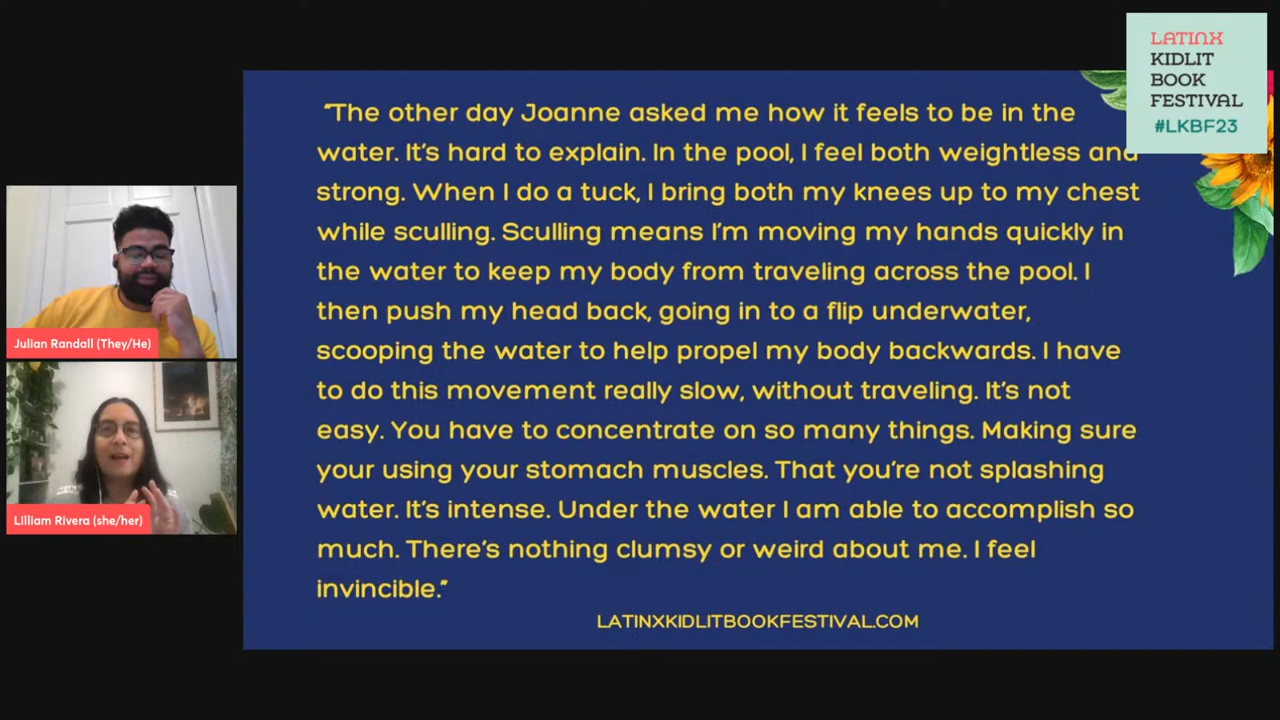 LATINX
KIDLIT
BOOK
FESTIVAL
#LKBF23
"The other day Joanne asked me how it feels to be in the
water. It's hard to explain. In the pool, I feel both weightless and
strong. When I do a tuck, I bring both my knees up to my chest
while sculling. Sculling means I'm moving my hands quickly in
the water to keep my body from traveling across the pool. I
then push my head back, going in to a flip underwater,
scooping the water to help propel my body backwards. I have
to do this movement really slow, without traveling. It's not
easy. You have to concentrate on so many things. Making sure
your using your stomach muscles. That you're not splashing
water. It's intense. Under the water I am able to accomplish so
much. There's nothing clumsy or weird about me. I feel
invincible."
LATINXKIDLITBOOKFESTIVAL.COM
Julian Randall (They/He)
Lilliam Rivera (she/her)